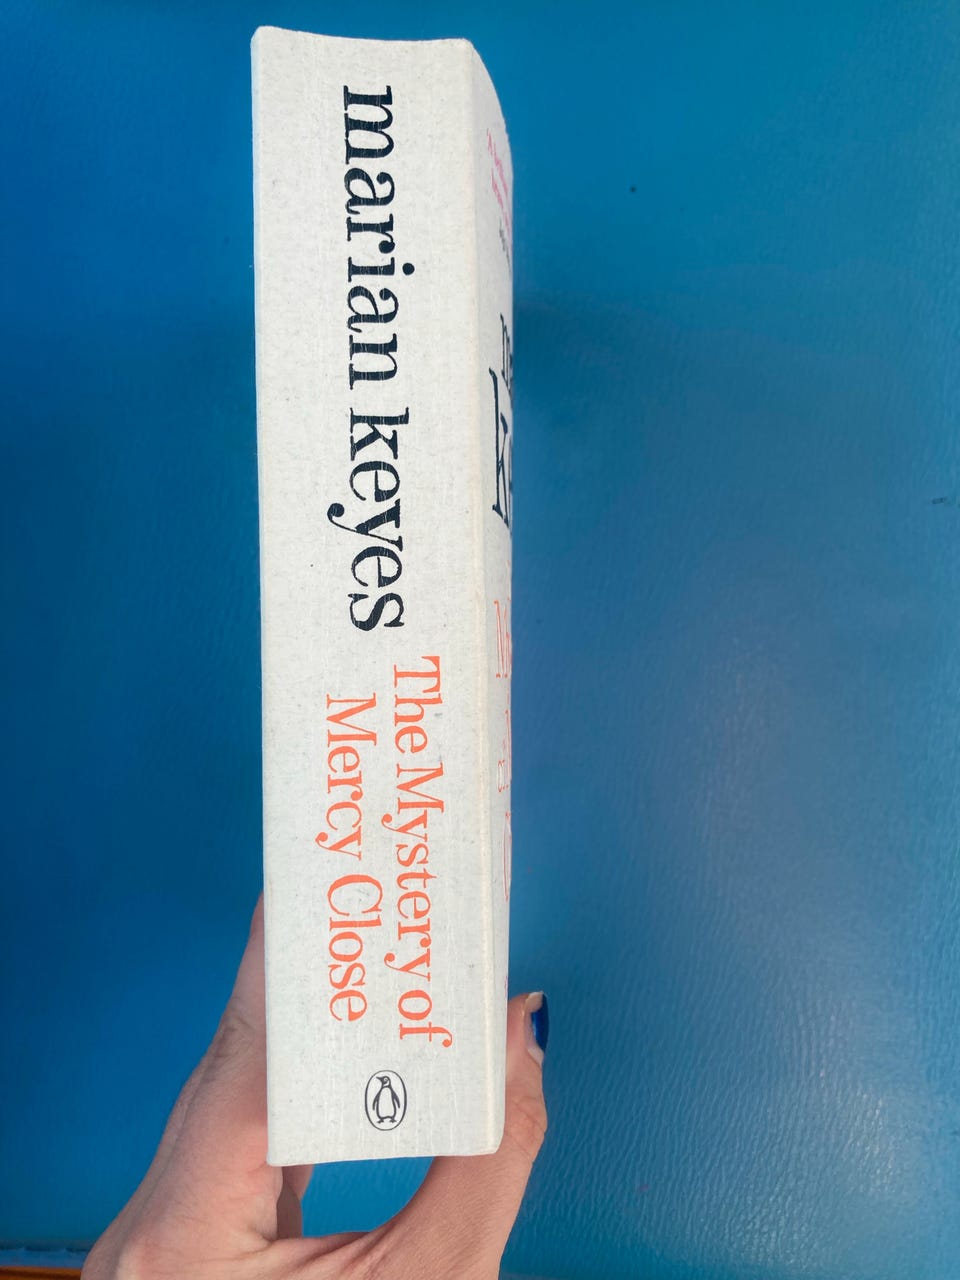 marian keyes
The Mystery of
Mercy Close